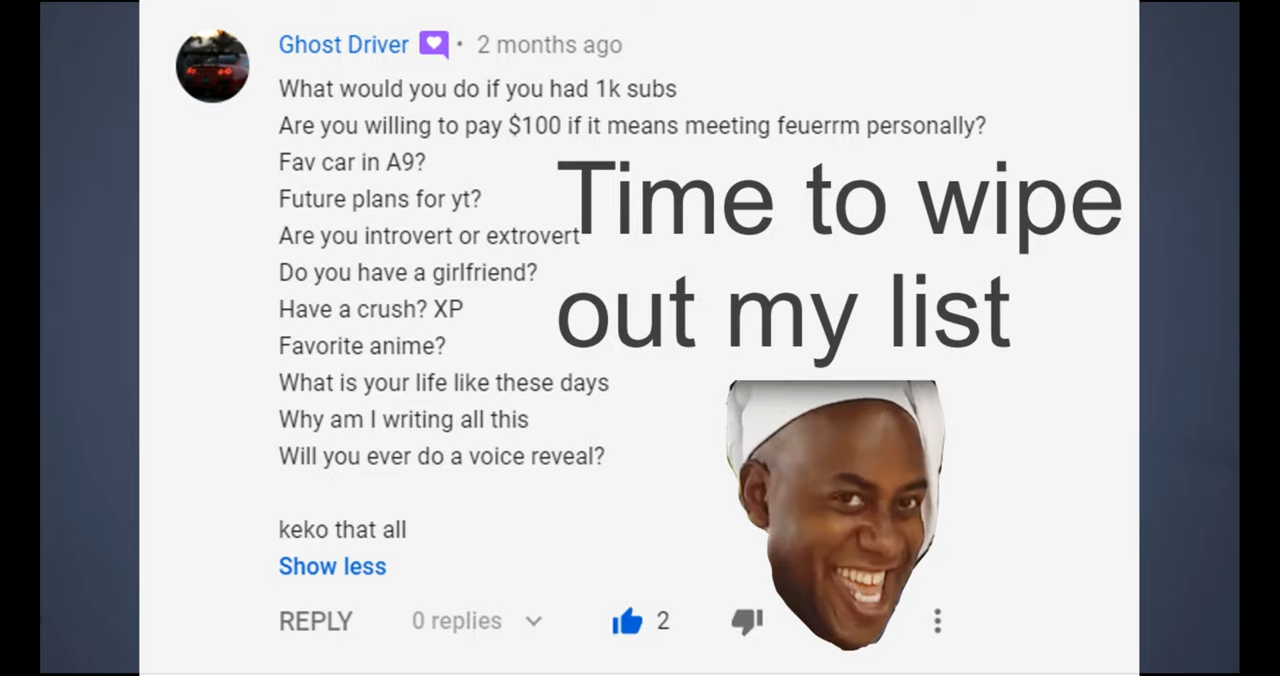 Ghost Driver • 2 months ago
What would you do if you had 1k subs
Are you willing to pay $100 if it means meeting feuerrm personally?
Fav car in A9?
Future plans for yt?
Are you introvert or extrovert
Do you have a girlfriend?
Have a crush? XP
Favorite anime?
What is your life like these days
Why am I writing all this
Will you ever do a voice reveal?
keko that all
Show less
REPLY 0 replies 2
Time to wipe
out my list